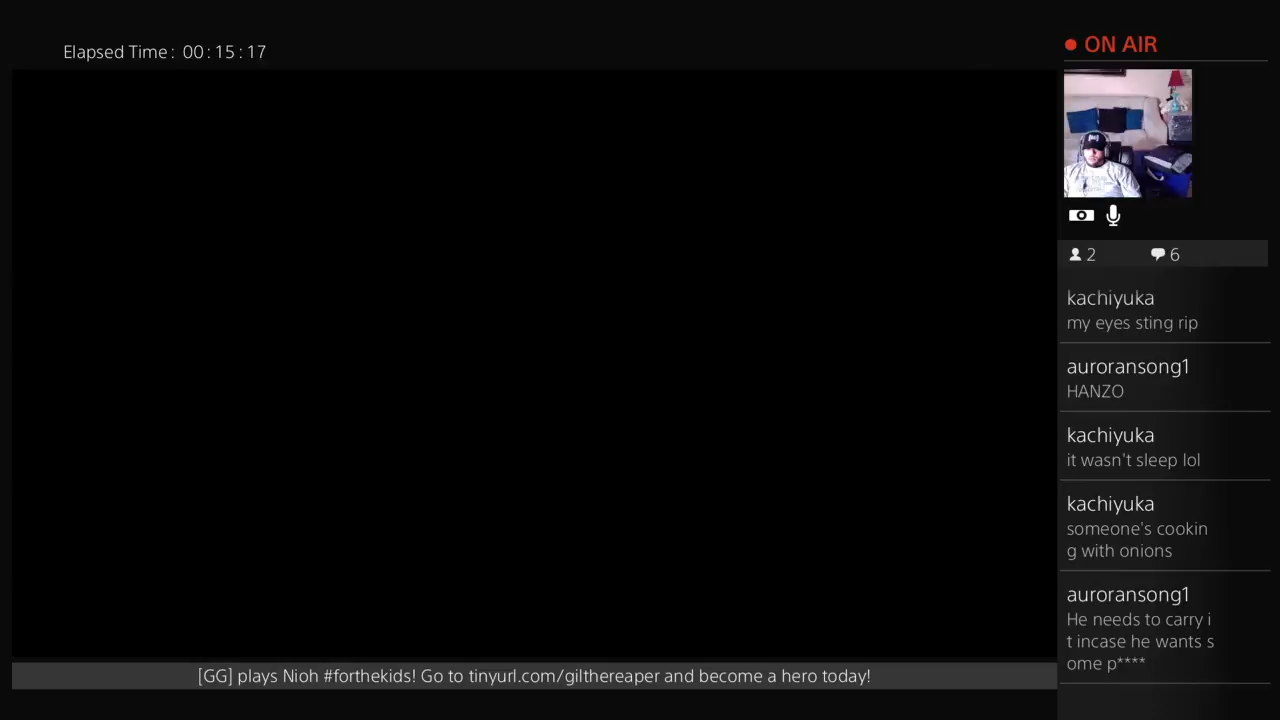 Elapsed Time: 00:15:17
ON AIR
2
6
kachiyuka
my eyes sting rip
auroransong1
HANZO
kachiyuka
it wasn't sleep lol
kachiyuka
someone's cookin
g with onions
auroransong1
He needs to carry i
t incase he wants s
ome p****
[GG] plays Nioh #forthekids! Go to tinyurl.com/gilthereaper and become a hero today!